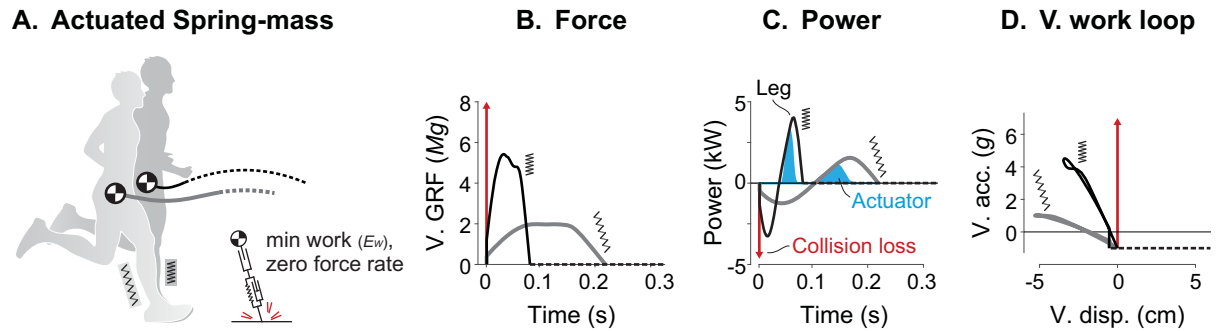 A. Actuated Spring-mass
min work (Ew),
zero force rate
B. Force
V. GRF (Mg)
8
6
4
2
0
0
0.1
0.2
0.3
Time (s)
C. Power
Power (kW)
5
0
-5
Leg
Actuator
Collision loss
0
0.1
0.2
0.3
Time (s)
D. V. work loop
V. acc. (g)
8
6
4
2
0
-5
0
5
V. disp. (cm)